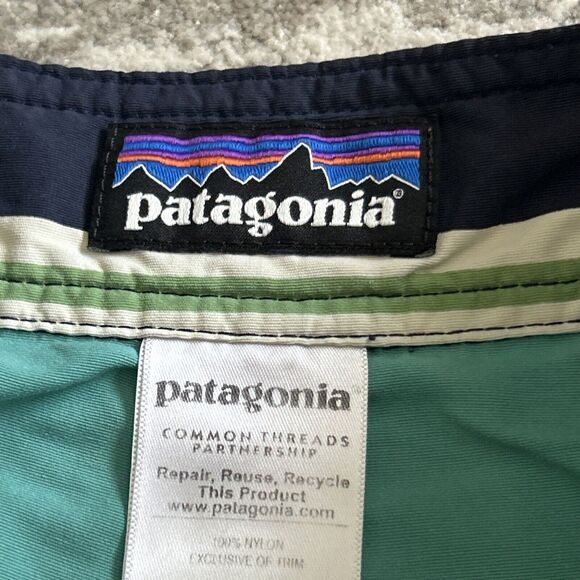 patagonia®
patagonia®
COMMON THREADS
PARTNERSHIP
Repair, Reuse, Recycle
This Product
www.patagonia.com
100% NYLON
EXCLUSIVE OF TRIM